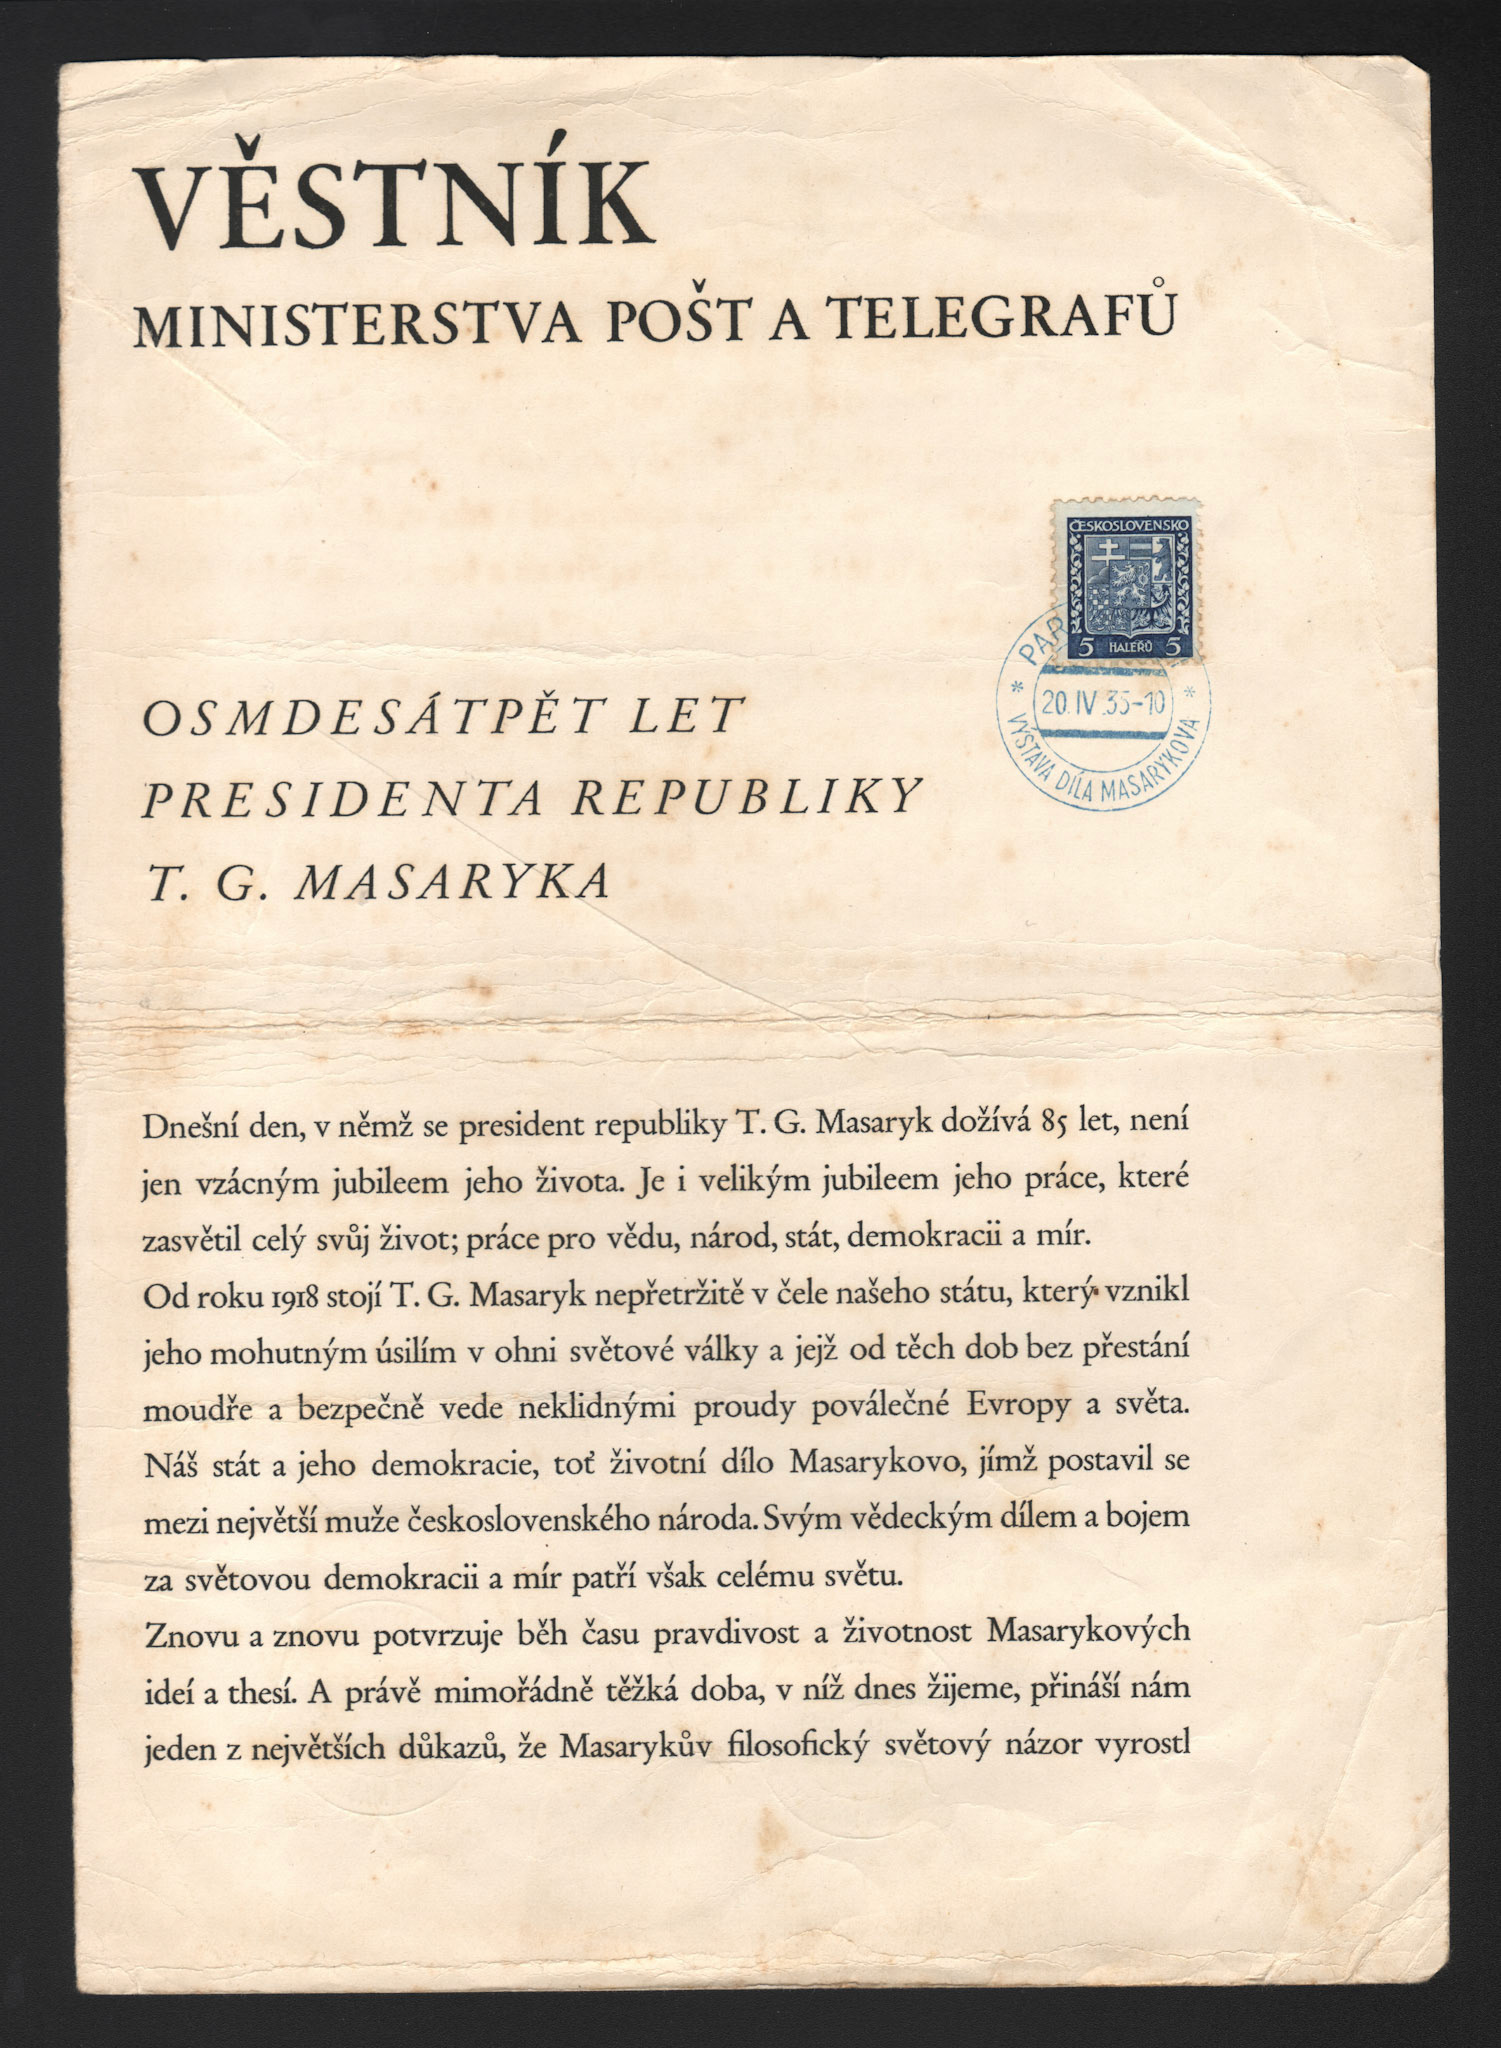 VĚSTNÍK
MINISTERSTVA POŠT A TELEGRAFŮ
ČESKOSLOVENSKO
5 HALÉŘŮ 5
20.IV.35-10
VÝSTAVA DÍLA MASARYKOVA
OSMDESÁTPĚT LET
PRESIDENTA REPUBLIKY
T. G. MASARYKA
Dnešní den, v němž se president republiky T. G. Masaryk dožívá 85 let, není
jen vzácným jubileem jeho života. Je i velikým jubileem jeho práce, které
zasvětil celý svůj život; práce pro vědu, národ, stát, demokracii a mír.
Od roku 1918 stojí T. G. Masaryk nepřetržitě v čele našeho státu, který vznikl
jeho mohutným úsilím v ohni světové války a jejž od těch dob bez přestání
moudře a bezpečně vede neklidnými proudy poválečné Evropy a světa.
Náš stát a jeho demokracie, toť životní dílo Masarykovo, jímž postavil se
mezi největší muže československého národa. Svým vědeckým dílem a bojem
za světovou demokracii a mír patří však celému světu.
Znovu a znovu potvrzuje běh času pravdivost a životnost Masarykových
ideí a thesí. A právě mimořádně těžká doba, v níž dnes žijeme, přináší nám
jeden z největších důkazů, že Masarykův filosofický světový názor vyrostl